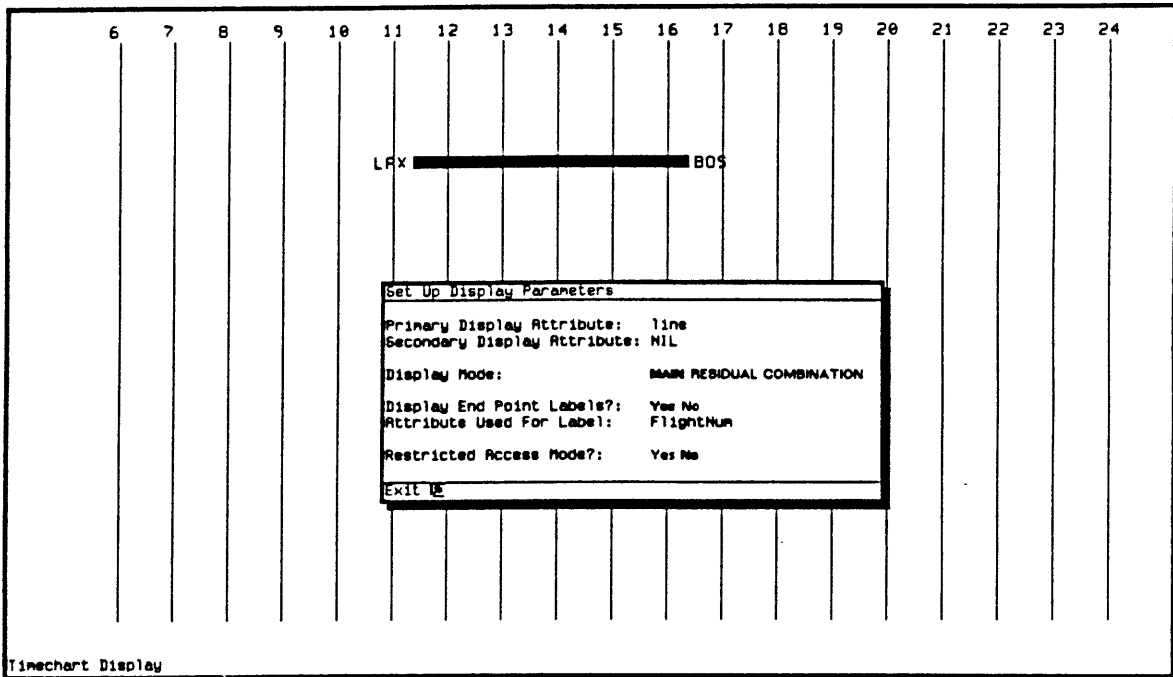 6 7 8 9 10 11 12 13 14 15 16 17 18 19 20 21 22 23 24
LAX BOS
Set Up Display Parameters
Primary Display Attribute: line
Secondary Display Attribute: NIL
Display Mode: MAIN RESIDUAL COMBINATION
Display End Point Labels?: Yes No
Attribute Used For Label: FlightNum
Restricted Access Mode?: Yes No
Exit
Timechart Display